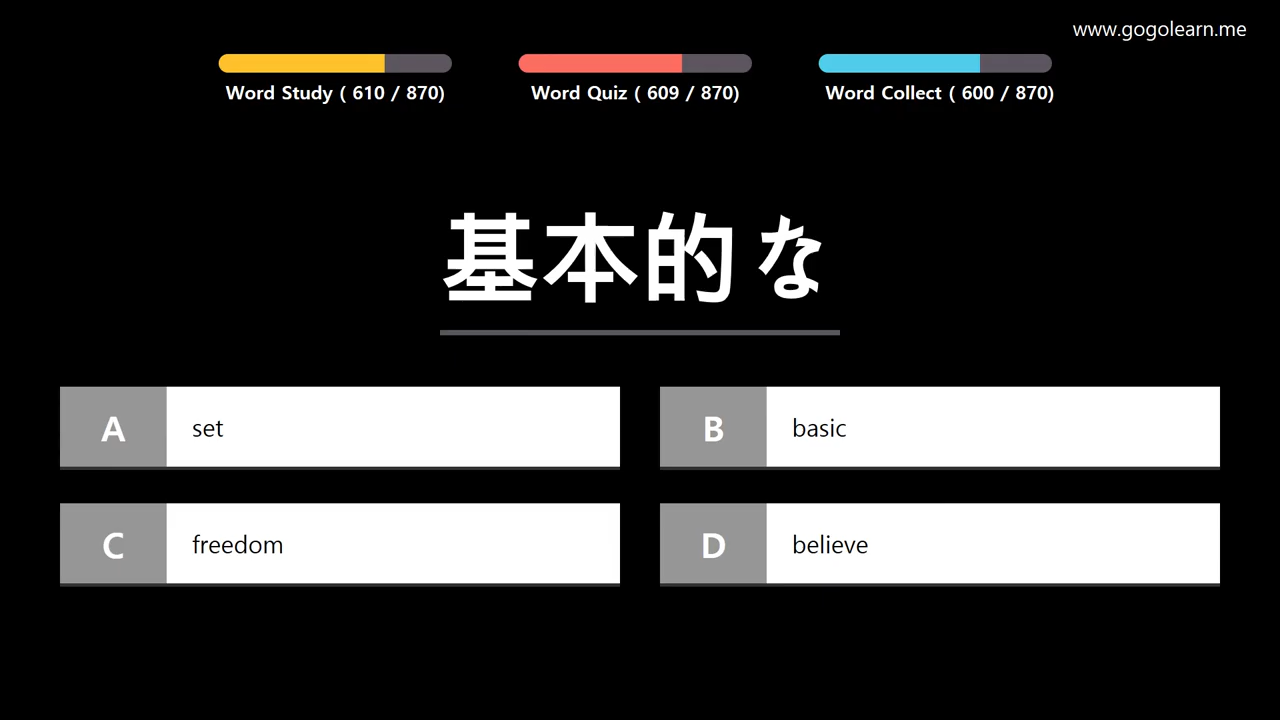 www.gogolearn.me
Word Study ( 610 / 870)
Word Quiz ( 609 / 870)
Word Collect ( 600 / 870)
基本的な
A set
B basic
C freedom
D believe